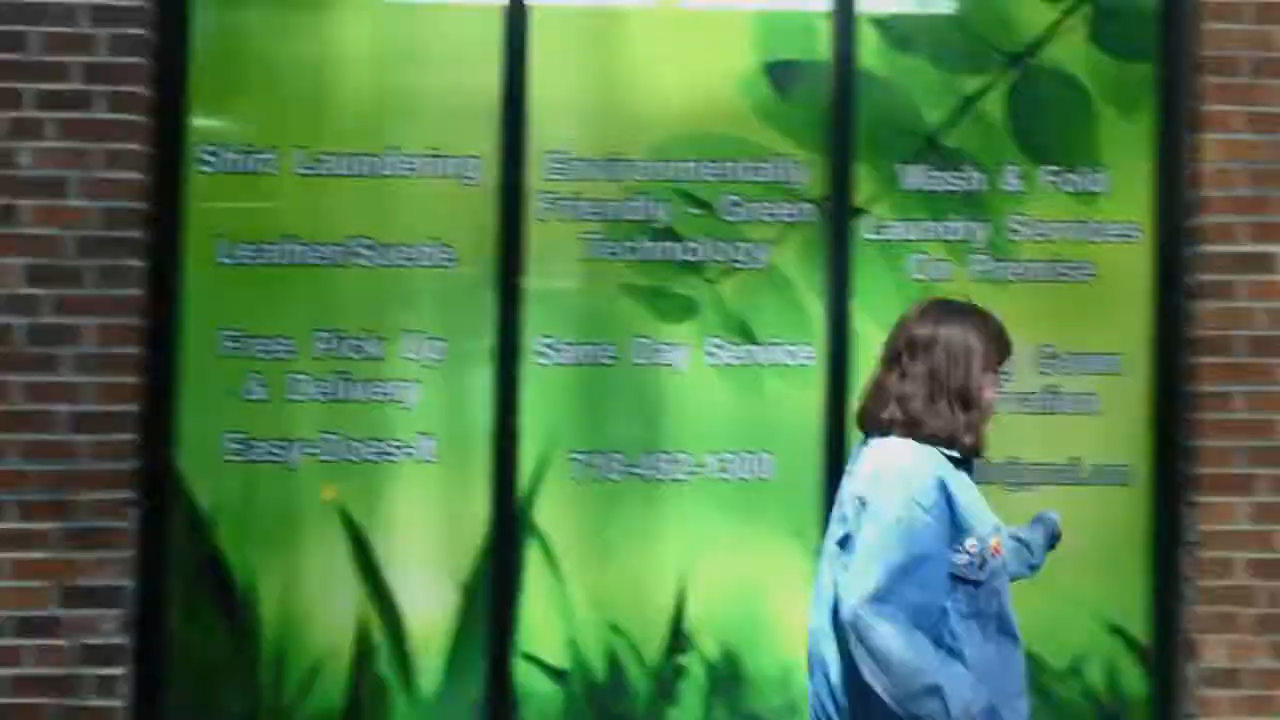 Shirt Laundering
Leather/Suede
Free Pick Up
& Delivery
Easy-Does-It
Environmentally
Friendly - Green
Technology
Same Day Service
Wash & Fold
Laundry Services
On Premise
Gown